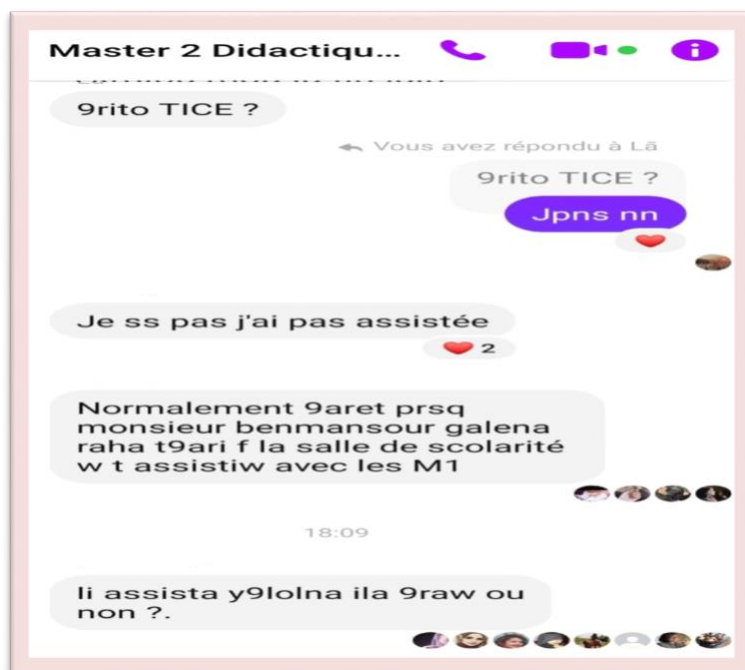 Master 2 Didactiqu...
9rito TICE ?
Vous avez répondu à Lã
9rito TICE ?
Jpns nn
Je ss pas j'ai pas assistée
2
Normalement 9aret prsq
monsieur benmansour galena
raha t9ari f la salle de scolarité
w t assistiw avec les M1
18:09
li assista y9lolna ila 9raw ou
non ?.